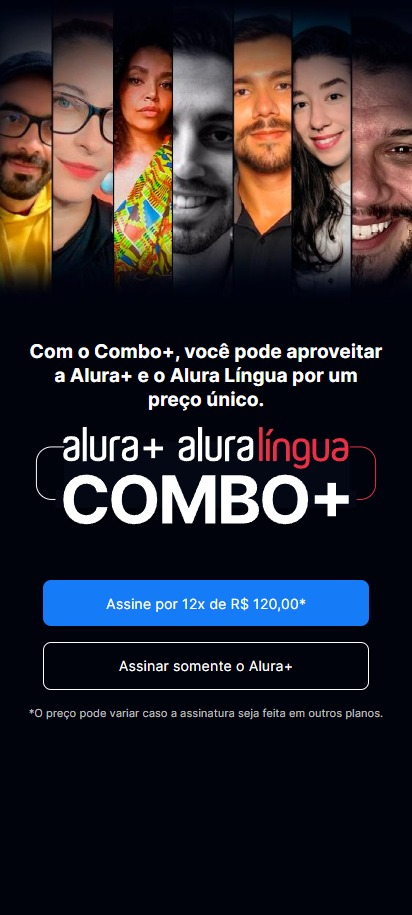 Com o Combo+, você pode aproveitar
a Alura+ e o Alura Língua por um
preço único.
alura+ aluralíngua
COMBO+
Assine por 12x de R$ 120,00*
Assinar somente o Alura+
*O preço pode variar caso a assinatura seja feita em outros planos.